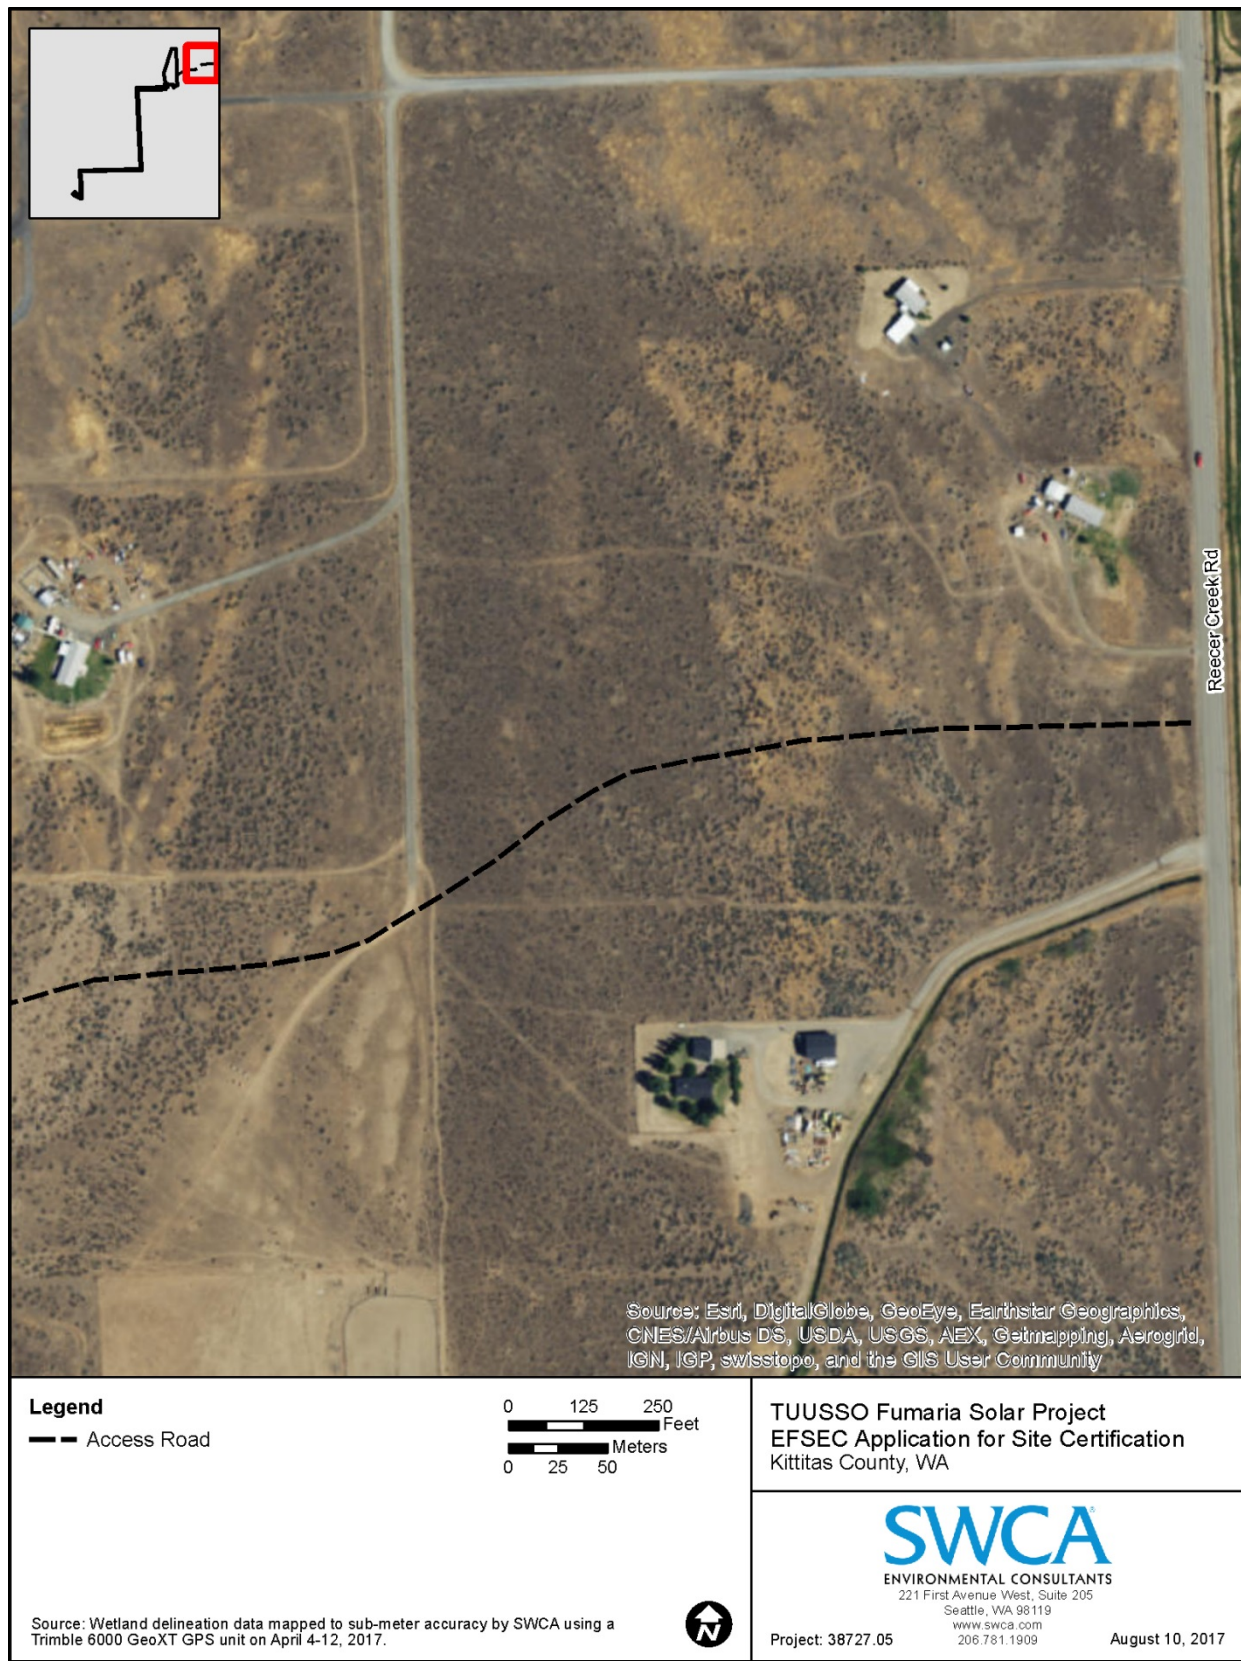 Reecer Creek Rd
Source: Esri, DigitalGlobe, GeoEye, Earthstar Geographics,
CNES/Airbus DS, USDA, USGS, AEX, Getmapping, Aerogrid,
IGN, IGP, swisstopo, and the GIS User Community
Legend
Access Road
0 125 250
Feet
Meters
0 25 50
Source: Wetland delineation data mapped to sub-meter accuracy by SWCA using a
Trimble 6000 GeoXT GPS unit on April 4-12, 2017.
N
TUUSSO Fumaria Solar Project
EFSEC Application for Site Certification
Kittitas County, WA
SWCA®
ENVIRONMENTAL CONSULTANTS
221 First Avenue West, Suite 205
Seattle, WA 98119
www.swca.com
206.781.1909
Project: 38727.05
August 10, 2017